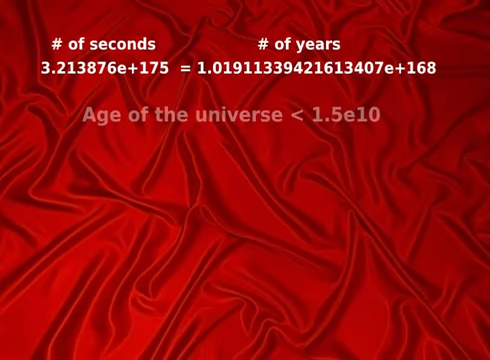 # of seconds # of years
3.213876e+175 = 1.01911339421613407e+168
Age of the universe < 1.5e10